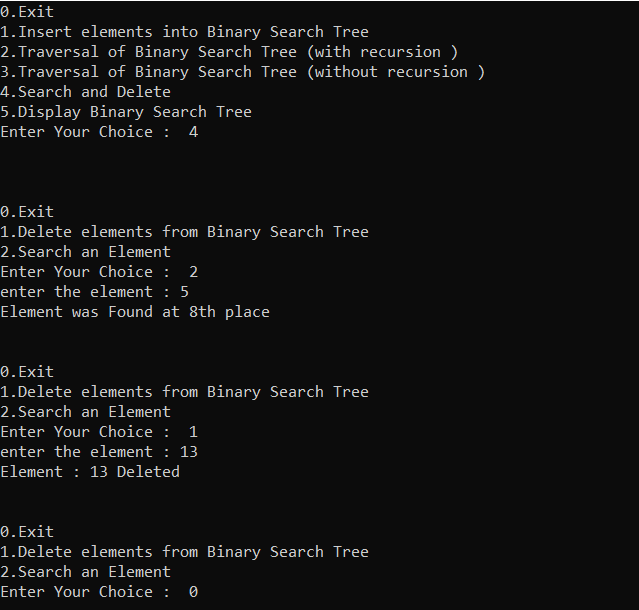 0.Exit
1.Insert elements into Binary Search Tree
2.Traversal of Binary Search Tree (with recursion )
3.Traversal of Binary Search Tree (without recursion )
4.Search and Delete
5.Display Binary Search Tree
Enter Your Choice :  4
0.Exit
1.Delete elements from Binary Search Tree
2.Search an Element
Enter Your Choice :  2
enter the element : 5
Element was Found at 8th place
0.Exit
1.Delete elements from Binary Search Tree
2.Search an Element
Enter Your Choice :  1
enter the element : 13
Element : 13 Deleted
0.Exit
1.Delete elements from Binary Search Tree
2.Search an Element
Enter Your Choice :  0